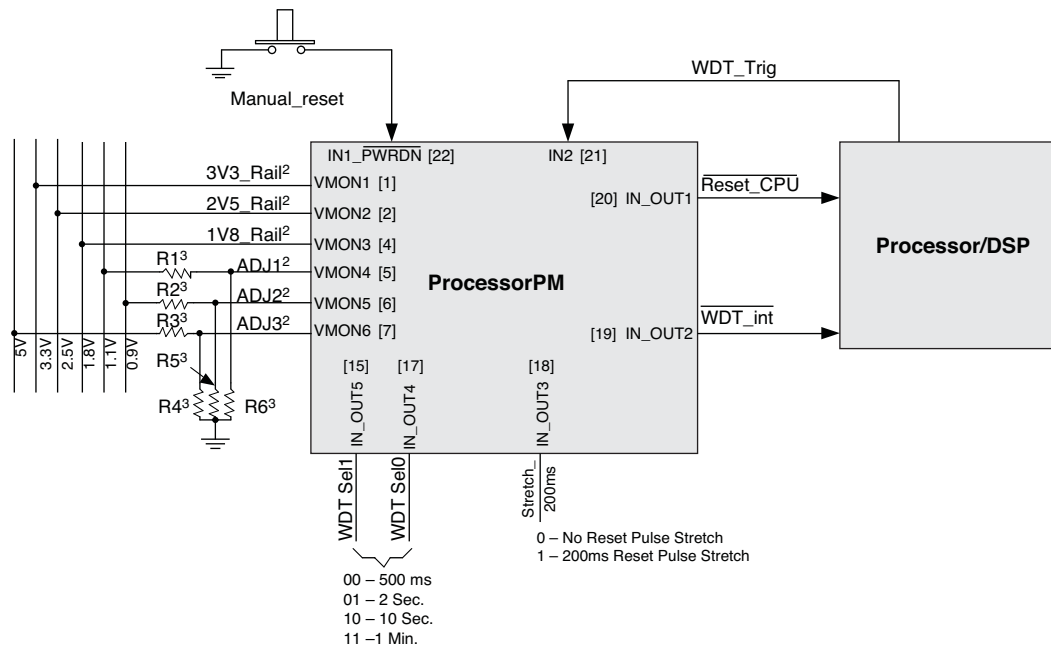 WDT_Trig
Manual_reset
IN1_PWRDN [22]
IN2 [21]
3V3_Rail²
VMON1 [1]
[20] IN_OUT1
Reset_CPU
2V5_Rail²
VMON2 [2]
1V8_Rail²
VMON3 [4]
Processor/DSP
R1³
ADJ1²
VMON4 [5]
ProcessorPM
R2³
ADJ2²
VMON5 [6]
R3³
ADJ3²
VMON6 [7]
[19] IN_OUT2
WDT_int
5V
3.3V
2.5V
1.8V
1.1V
0.9V
R5³
R4³
R6³
[15]
IN_OUT5
[17]
IN_OUT4
[18]
IN_OUT3
WDT Sel1
WDT Sel0
Stretch_
200ms
0 – No Reset Pulse Stretch
1 – 200ms Reset Pulse Stretch
00 – 500 ms
01 – 2 Sec.
10 – 10 Sec.
11 –1 Min.